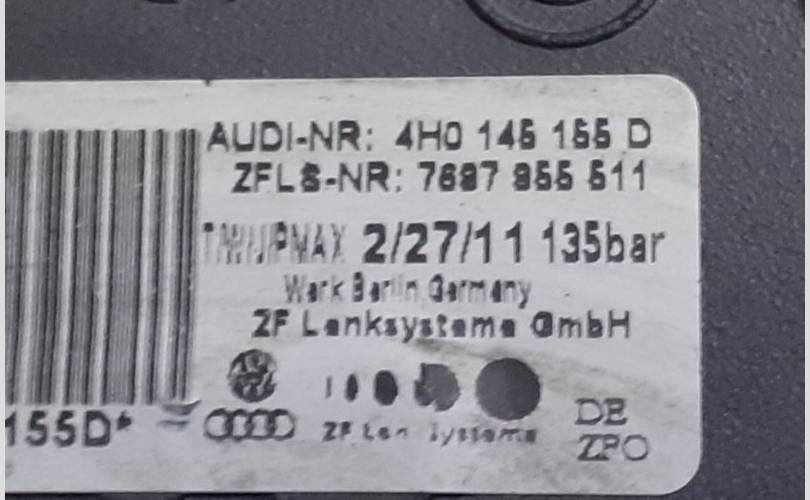 AUDI-NR: 4H0 145 155 D
ZFLS-NR: 7697 955 511
2/27/11 135bar
Werk Berlin, Germany
ZF Lenksysteme GmbH
155D*
ZF Lenksysteme
DE
ZPO